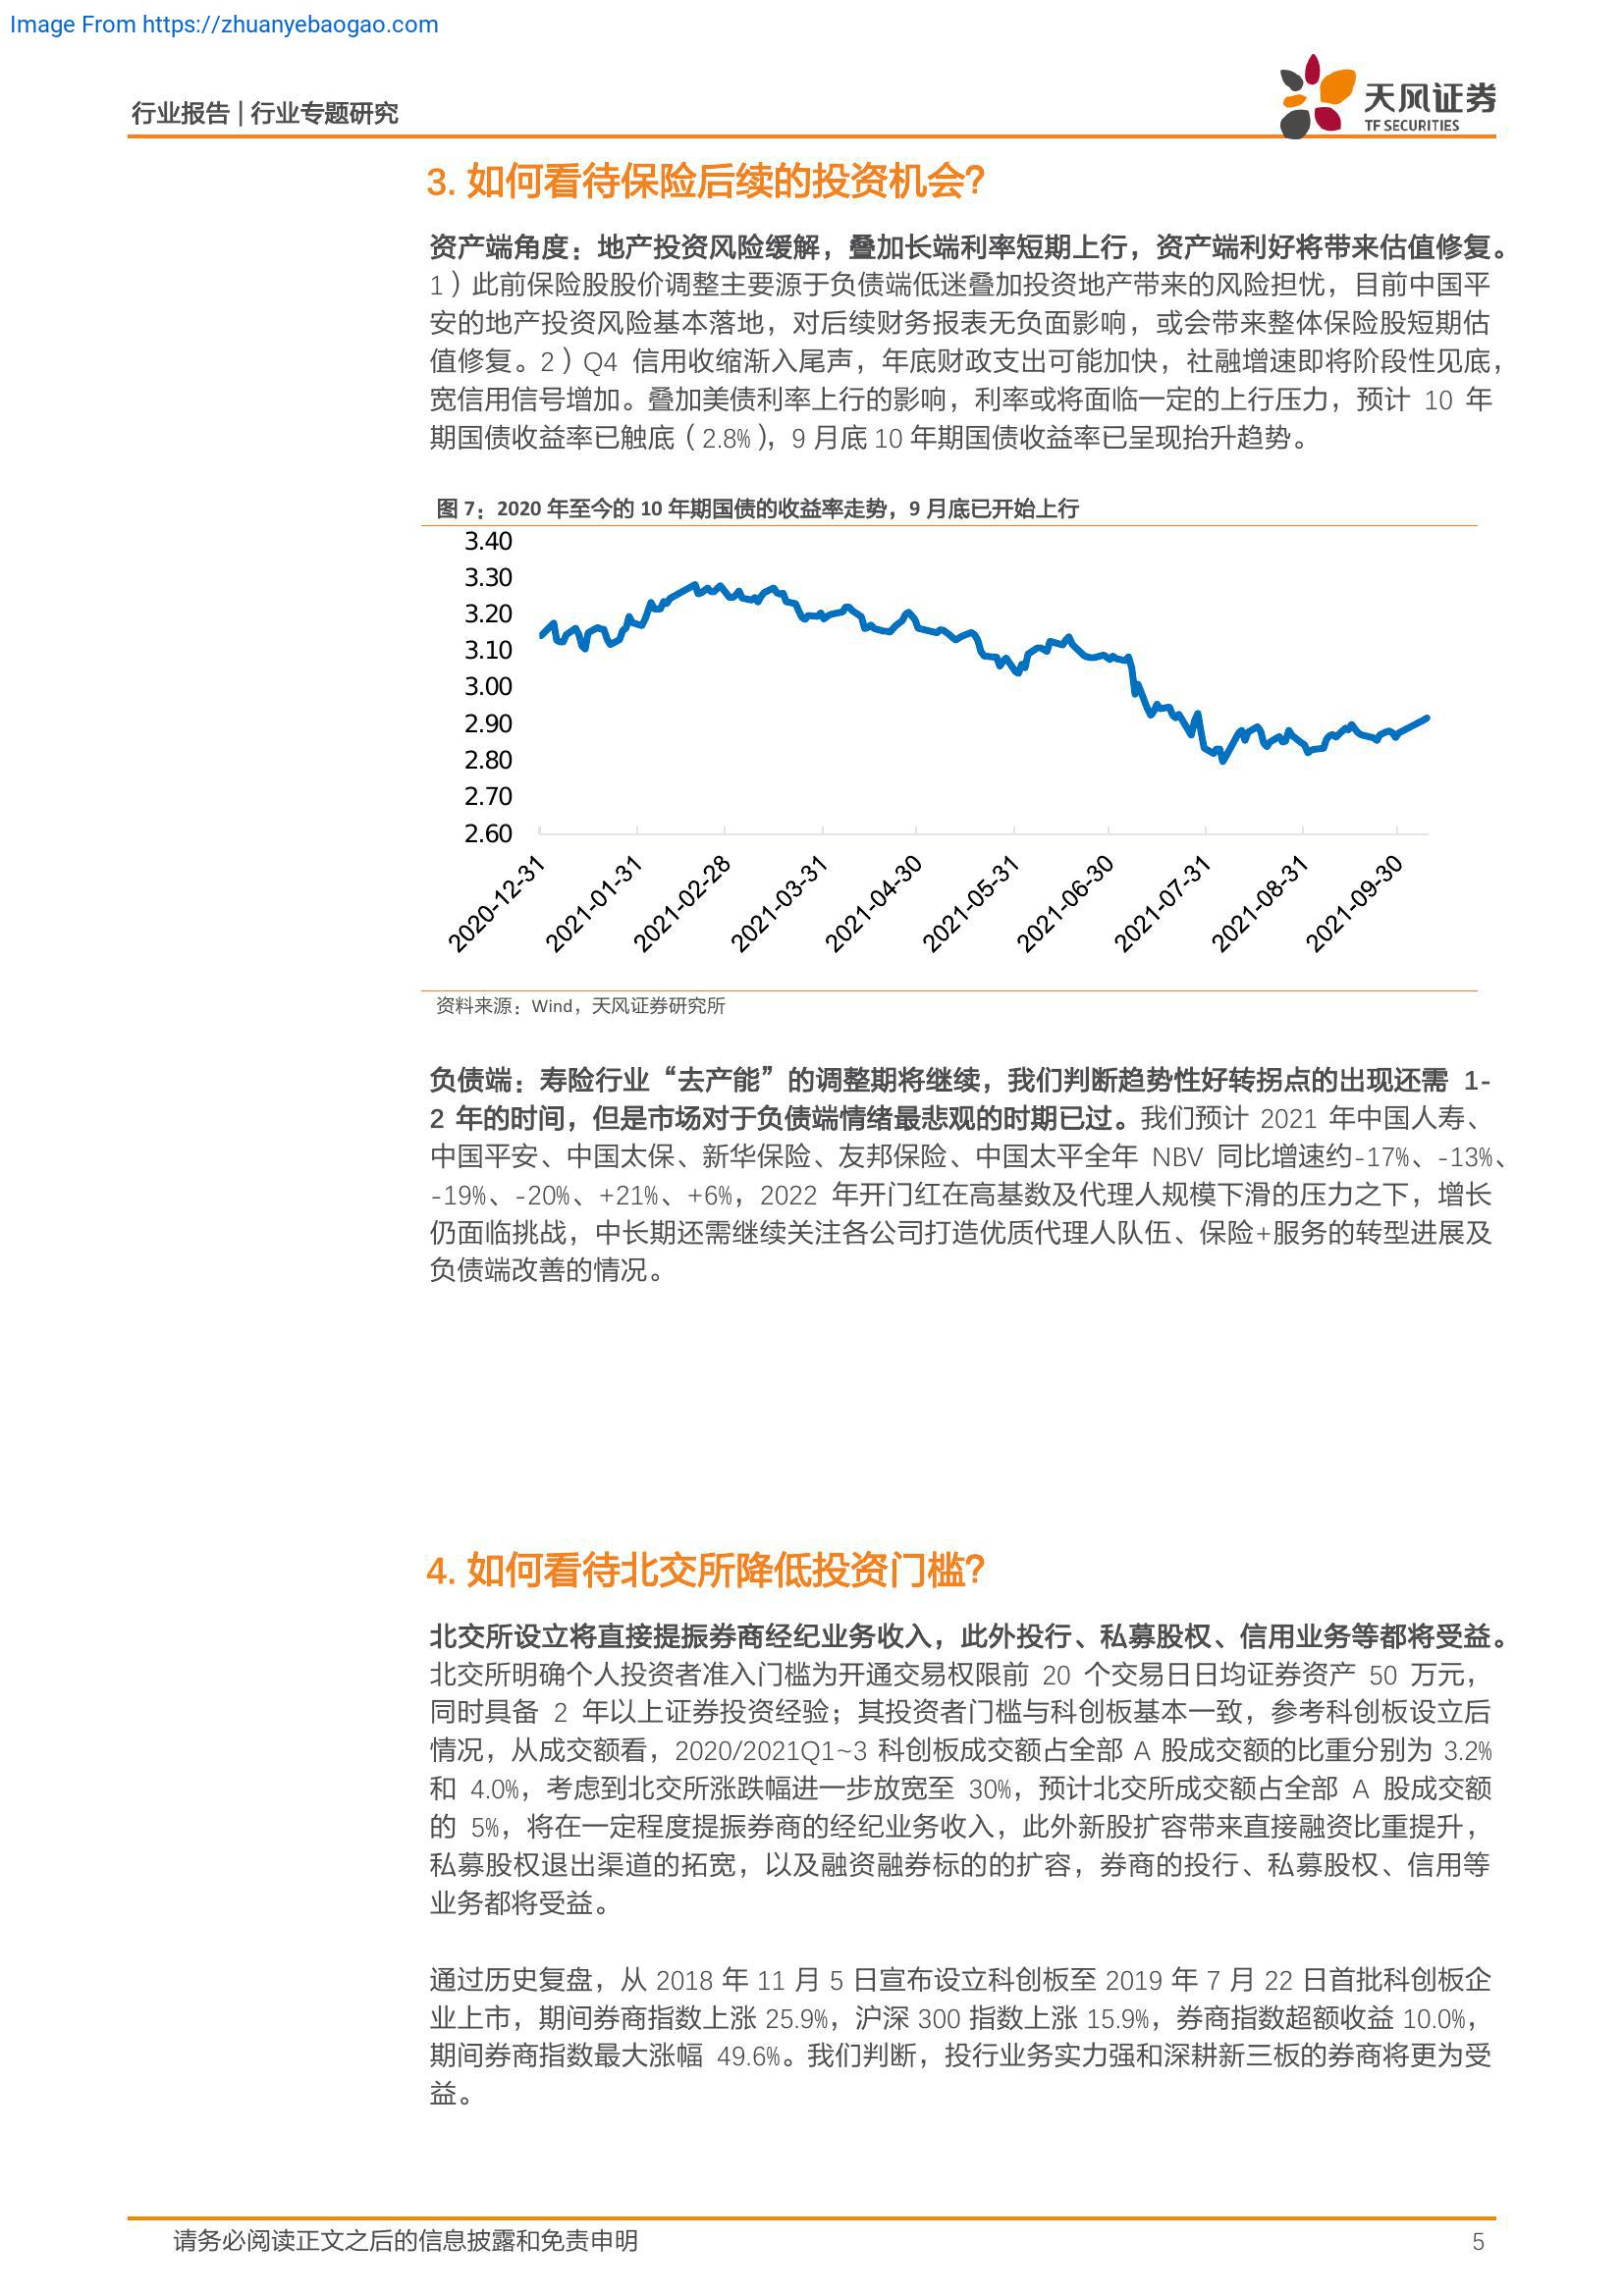 Image From https://zhuanyebaogao.com
行业报告 | 行业专题研究
天风证券
TF SECURITIES
3. 如何看待保险后续的投资机会？
资产端角度：地产投资风险缓解，叠加长端利率短期上行，资产端利好将带来估值修复。
1）此前保险股股价调整主要源于负债端低迷叠加投资地产带来的风险担忧，目前中国平
安的地产投资风险基本落地，对后续财务报表无负面影响，或会带来整体保险股短期估
值修复。2）Q4 信用收缩渐入尾声，年底财政支出可能加快，社融增速即将阶段性见底，
宽信用信号增加。叠加美债利率上行的影响，利率或将面临一定的上行压力，预计 10 年
期国债收益率已触底（2.8%），9 月底 10 年期国债收益率已呈现抬升趋势。
图 7：2020 年至今的 10 年期国债的收益率走势，9 月底已开始上行
3.40
3.30
3.20
3.10
3.00
2.90
2.80
2.70
2.60
2020-12-31
2021-01-31
2021-02-28
2021-03-31
2021-04-30
2021-05-31
2021-06-30
2021-07-31
2021-08-31
2021-09-30
资料来源：Wind，天风证券研究所
负债端：寿险行业“去产能”的调整期将继续，我们判断趋势性好转拐点的出现还需 1-
2 年的时间，但是市场对于负债端情绪最悲观的时期已过。我们预计 2021 年中国人寿、
中国平安、中国太保、新华保险、友邦保险、中国太平全年 NBV 同比增速约-17%、-13%、
-19%、-20%、+21%、+6%，2022 年开门红在高基数及代理人规模下滑的压力之下，增长
仍面临挑战，中长期还需继续关注各公司打造优质代理人队伍、保险+服务的转型进展及
负债端改善的情况。
4. 如何看待北交所降低投资门槛？
北交所设立将直接提振券商经纪业务收入，此外投行、私募股权、信用业务等都将受益。
北交所明确个人投资者准入门槛为开通交易权限前 20 个交易日日均证券资产 50 万元，
同时具备 2 年以上证券投资经验；其投资者门槛与科创板基本一致，参考科创板设立后
情况，从成交额看，2020/2021Q1~3 科创板成交额占全部 A 股成交额的比重分别为 3.2%
和 4.0%，考虑到北交所涨跌幅进一步放宽至 30%，预计北交所成交额占全部 A 股成交额
的 5%，将在一定程度提振券商的经纪业务收入，此外新股扩容带来直接融资比重提升，
私募股权退出渠道的拓宽，以及融资融券标的的扩容，券商的投行、私募股权、信用等
业务都将受益。
通过历史复盘，从 2018 年 11 月 5 日宣布设立科创板至 2019 年 7 月 22 日首批科创板企
业上市，期间券商指数上涨 25.9%，沪深 300 指数上涨 15.9%，券商指数超额收益 10.0%，
期间券商指数最大涨幅 49.6%。我们判断，投行业务实力强和深耕新三板的券商将更为受
益。
请务必阅读正文之后的信息披露和免责申明
5